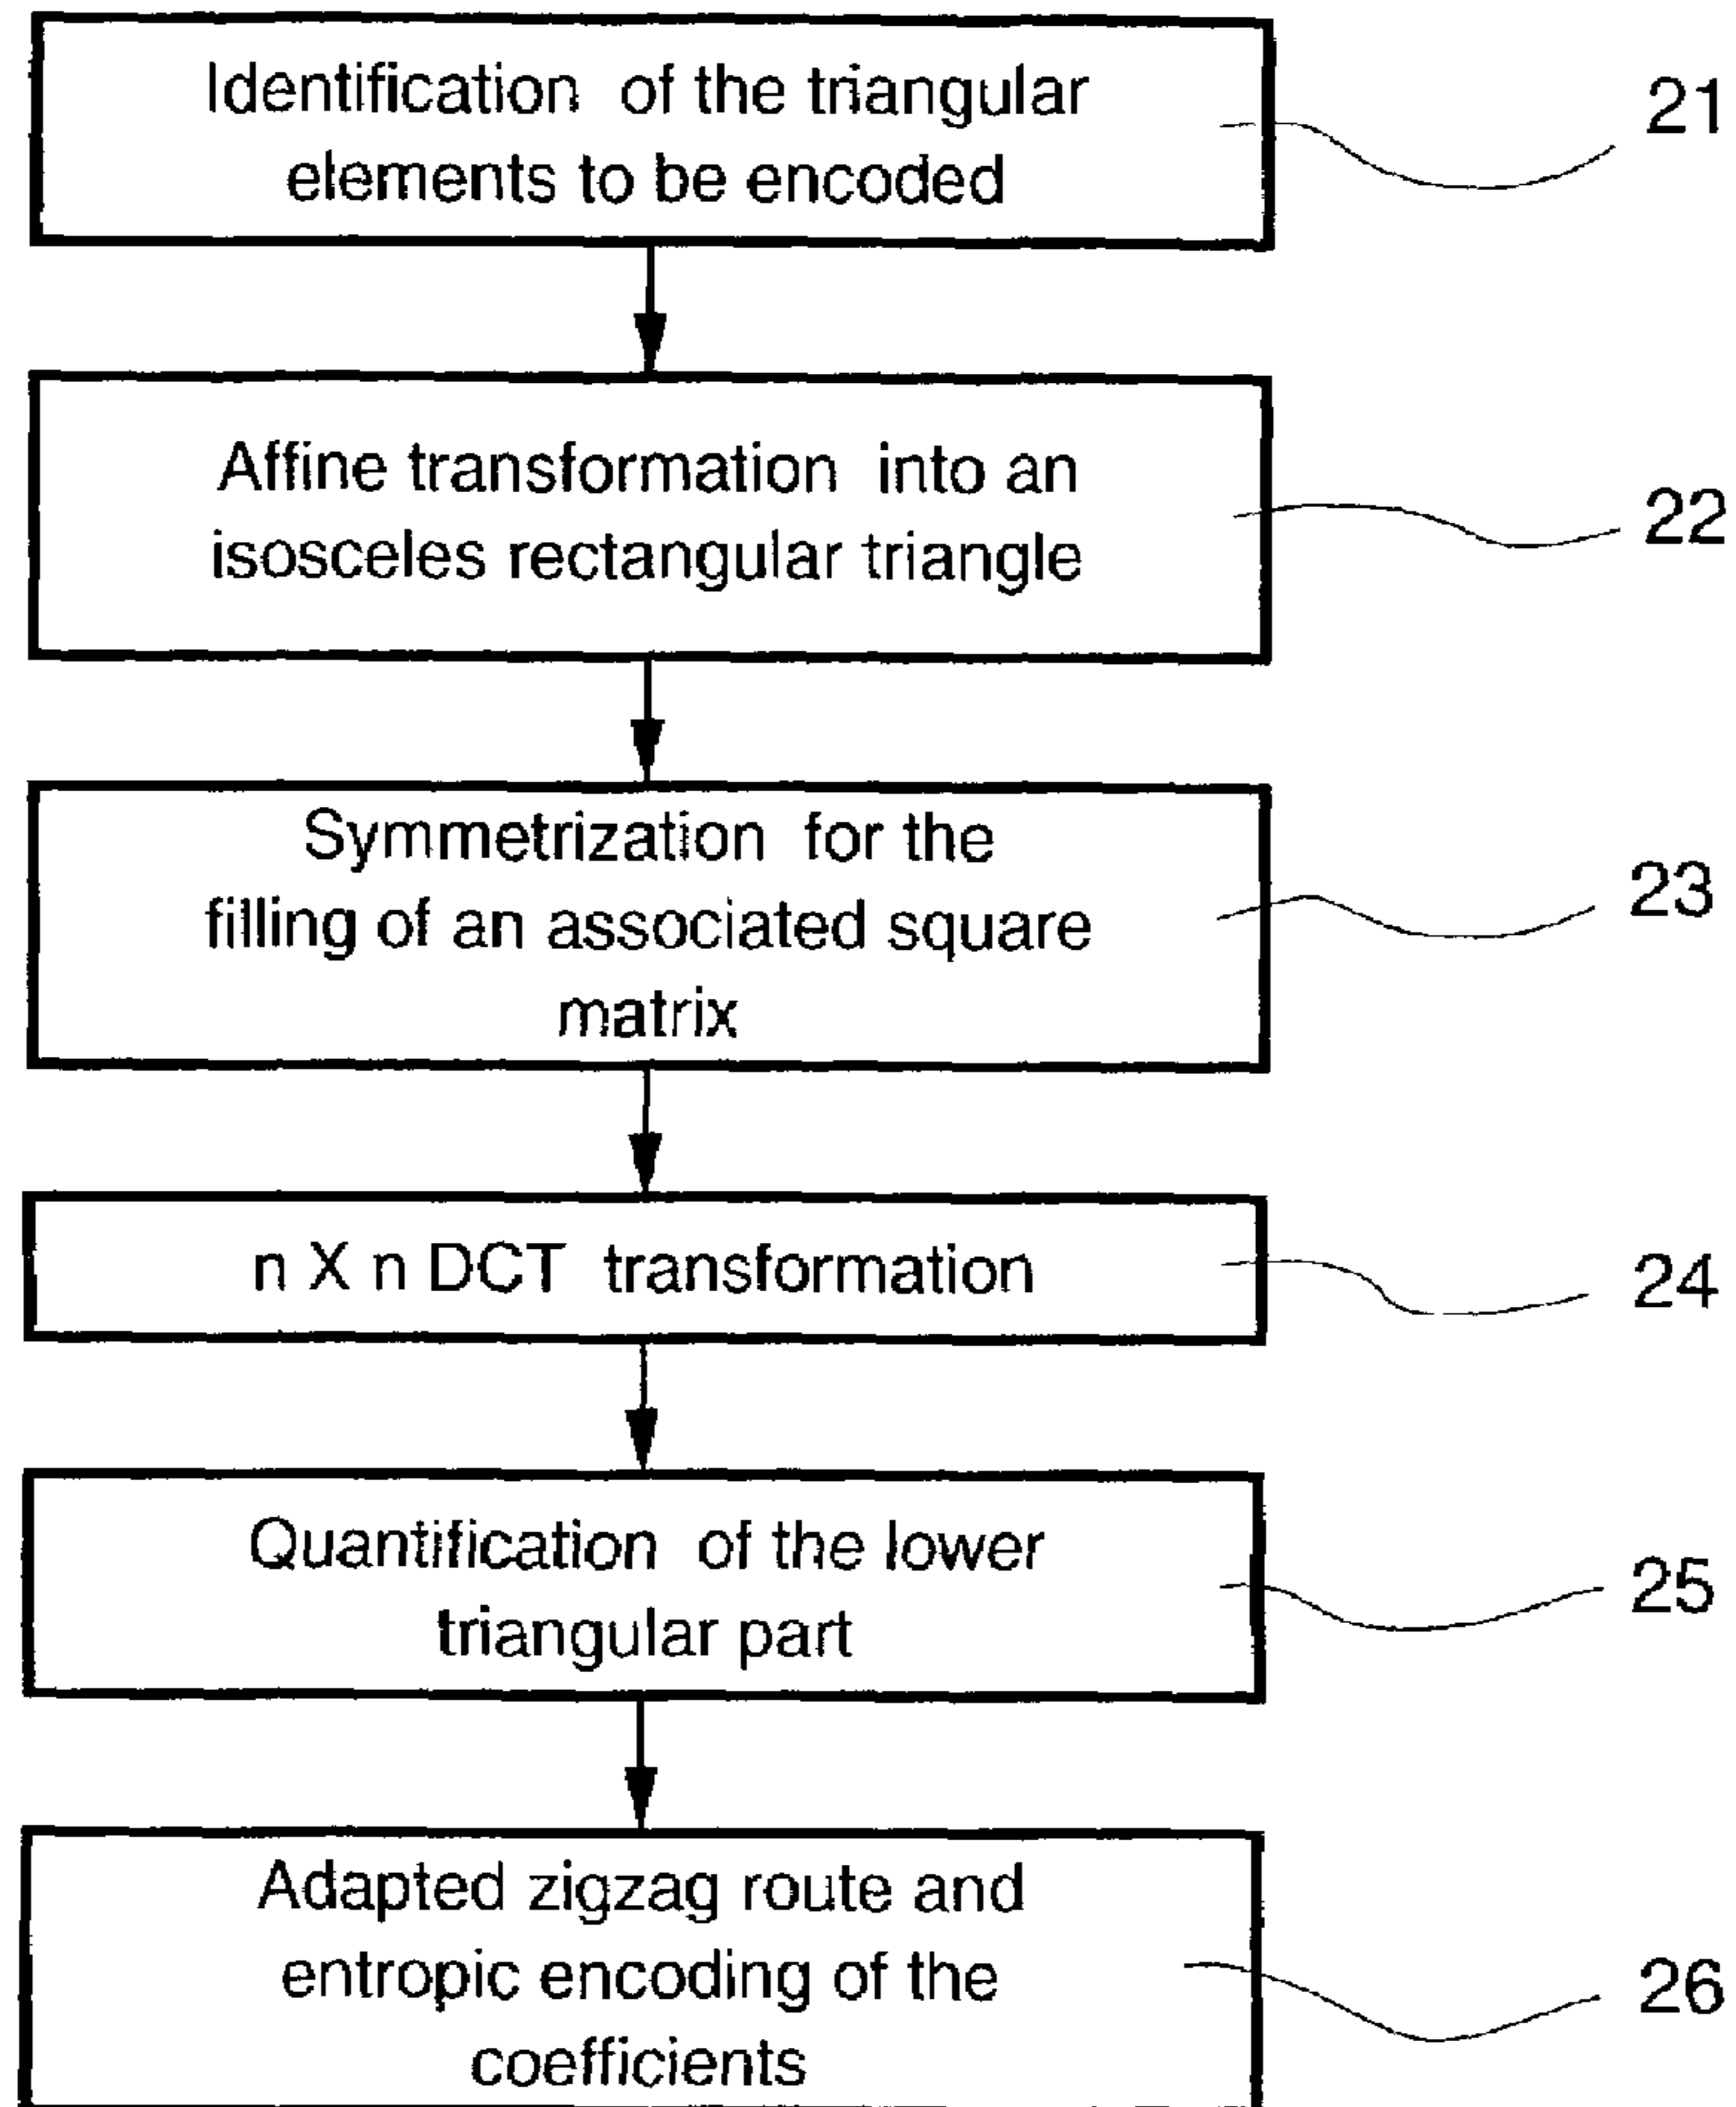 Identification of the triangular
elements to be encoded
21
Affine transformation into an
isosceles rectangular triangle
22
Symmetrization for the
filling of an associated square
matrix
23
n X n DCT transformation
24
Quantification of the lower
triangular part
25
Adapted zigzag route and
entropic encoding of the
coefficients
26